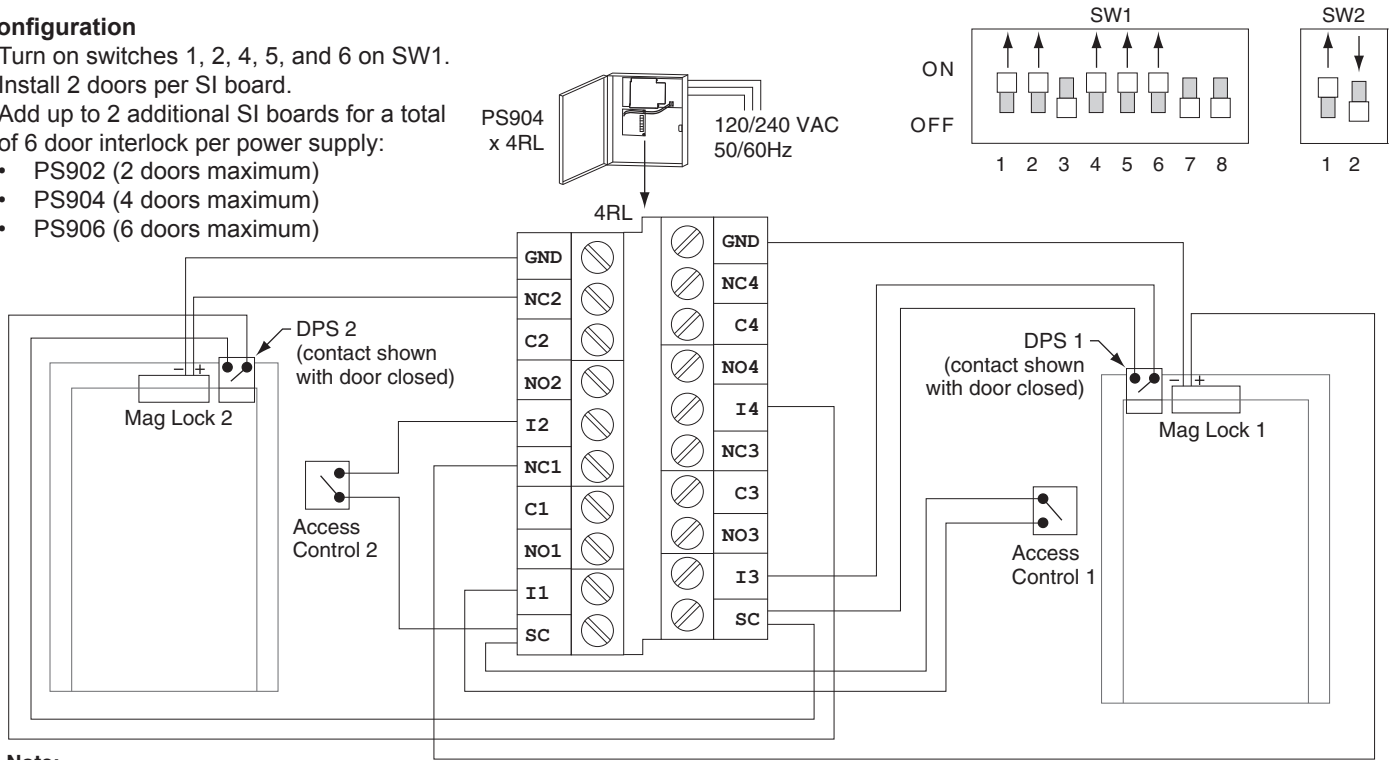 onfiguration
Turn on switches 1, 2, 4, 5, and 6 on SW1.
Install 2 doors per SI board.
Add up to 2 additional SI boards for a total
of 6 door interlock per power supply:
• PS902 (2 doors maximum)
• PS904 (4 doors maximum)
• PS906 (6 doors maximum)
PS904
x 4RL
120/240 VAC
50/60Hz
SW1
ON
OFF
1 2 3 4 5 6 7 8
SW2
1 2
4RL
GND
NC2
C2
NO2
I2
NC1
C1
NO1
I1
SC
GND
NC4
C4
NO4
I4
NC3
C3
NO3
I3
SC
DPS 2
(contact shown
with door closed)
– +
Mag Lock 2
Access
Control 2
DPS 1
(contact shown
with door closed)
– +
Mag Lock 1
Access
Control 1